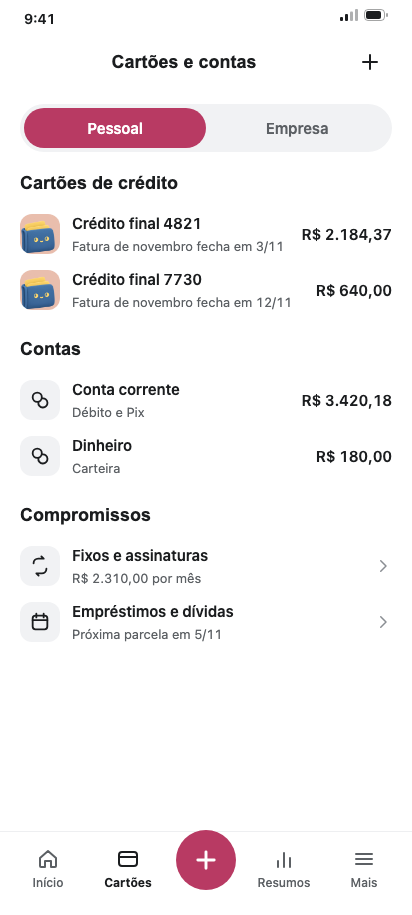 9:41
Cartões e contas
Pessoal
Empresa
Cartões de crédito
Crédito final 4821
R$ 2.184,37
Fatura de novembro fecha em 3/11
Crédito final 7730
R$ 640,00
Fatura de novembro fecha em 12/11
Contas
Conta corrente
R$ 3.420,18
Débito e Pix
Dinheiro
R$ 180,00
Carteira
Compromissos
Fixos e assinaturas
R$ 2.310,00 por mês
Empréstimos e dívidas
Próxima parcela em 5/11
Início
Cartões
Resumos
Mais